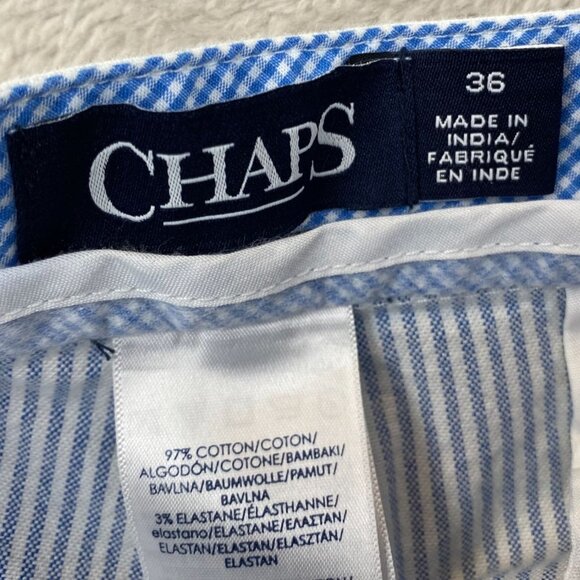 CHAPS
36
MADE IN
INDIA/
FABRIQUÉ
EN INDE
97% COTTON/COTON/
ALGODÓN/COTONE/BAMBAKI/
BAVLNA/BAUMWOLLE/PAMUT/
BAVLNA
3% ELASTANE/ÉLASTHANNE/
elastano/ELASTANE/ΕΛΑΣΤΑΝ/
ELASTAN/ELASTAN/ELASZTÁN/
ELASTAN